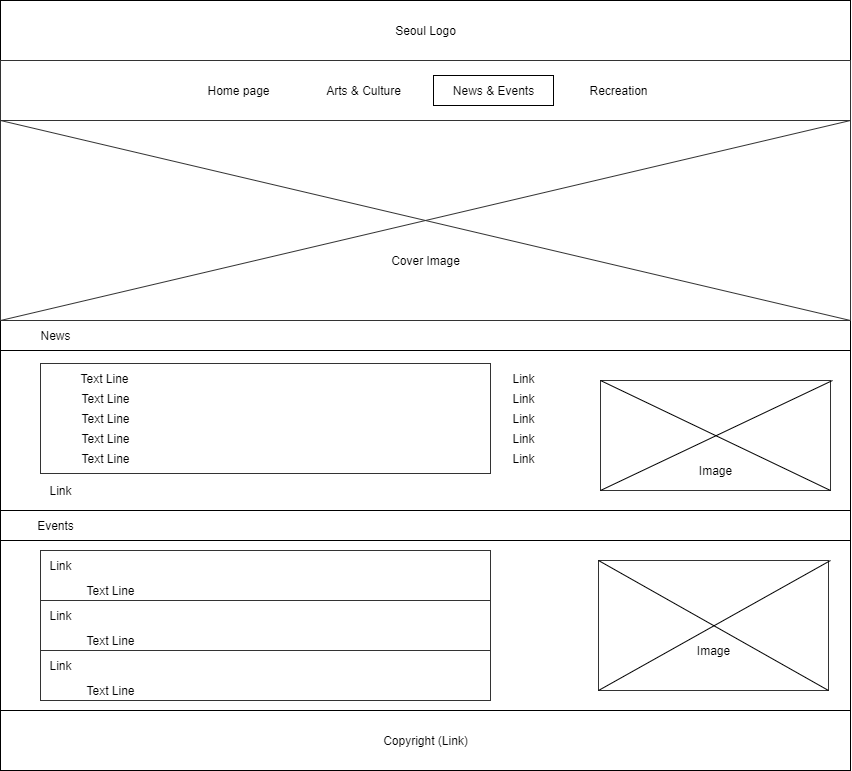 Seoul Logo
Home page Arts & Culture News & Events Recreation
Cover Image
News
Text Line Link
Text Line Link
Text Line Link
Text Line Link
Text Line Link
Image
Link
Events
Link
Text Line
Link
Text Line
Link
Text Line
Image
Copyright (Link)